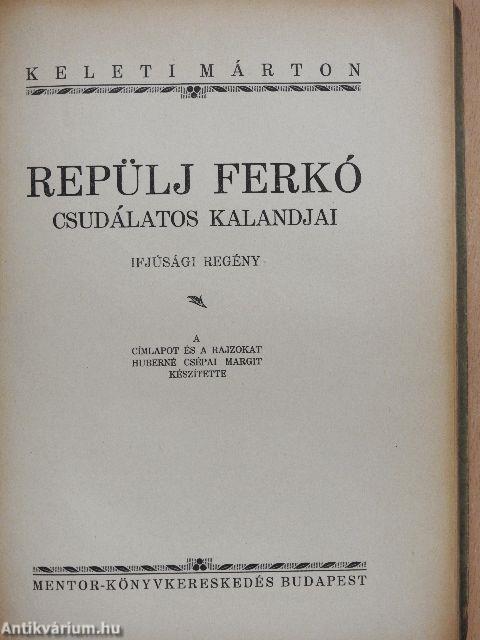 KELETI MÁRTON
REPÜLJ FERKÓ
CSUDÁLATOS KALANDJAI
IFJÚSÁGI REGÉNY
A
CÍMLAPOT ÉS A RAJZOKAT
HUBERNÉ CSÉPAI MARGIT
KÉSZÍTETTE
MENTOR-KÖNYVKERESKEDÉS BUDAPEST
Antikvárium.hu